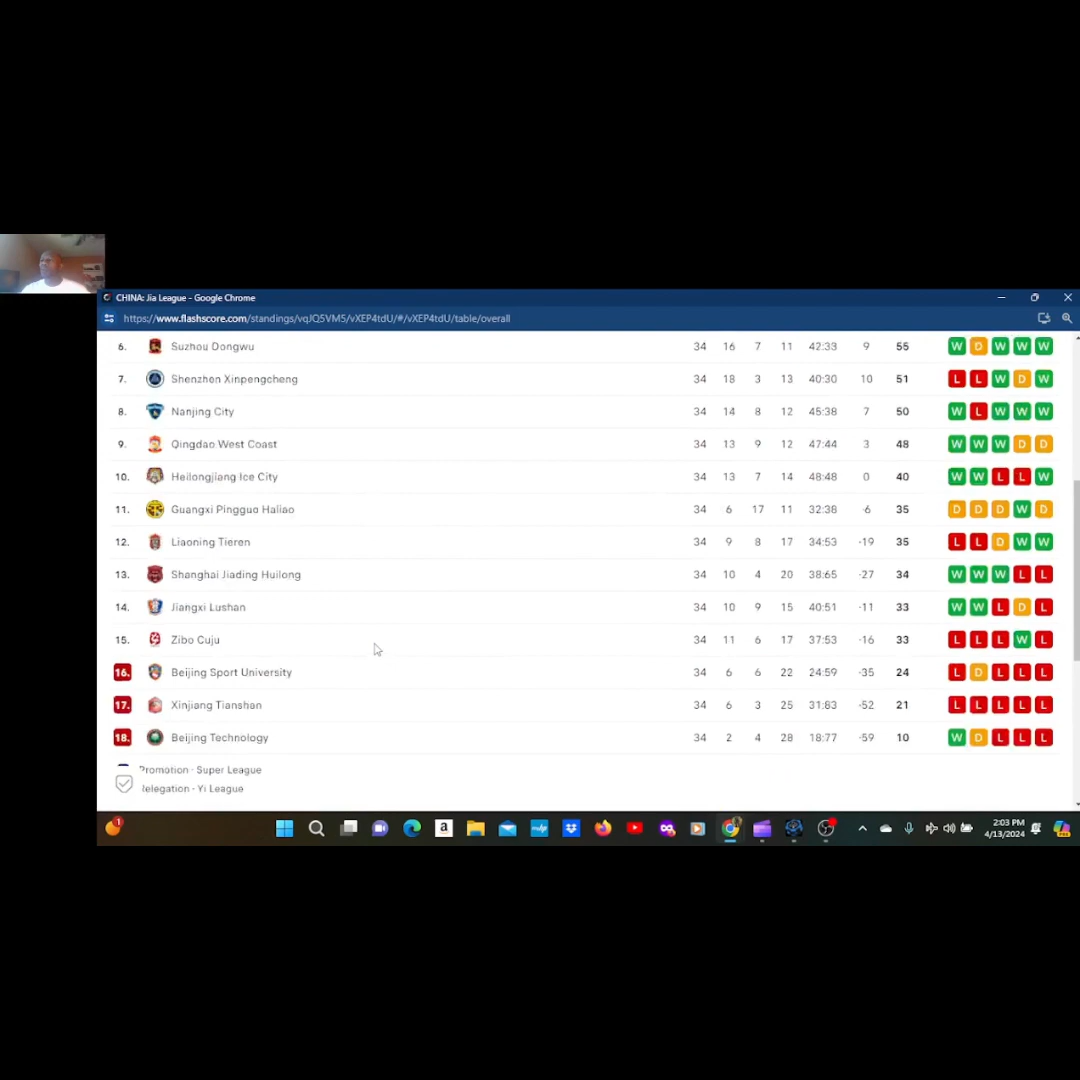 CHINA: Jia League - Google Chrome
https://www.flashscore.com/standings/vqJQ5VM5/vXEP4tdU/#/vXEP4tdU/table/overall
6. Suzhou Dongwu 34 16 7 11 42:33 9 55 W D W W W
7. Shenzhen Xinpengcheng 34 18 3 13 40:30 10 51 L L W D W
8. Nanjing City 34 14 8 12 45:38 7 50 W L W W W
9. Qingdao West Coast 34 13 9 12 47:44 3 48 W W W D D
10. Heilongjiang Ice City 34 13 7 14 48:48 0 40 W W L L W
11. Guangxi Pingguo Haliao 34 6 17 11 32:38 -6 35 D D D W D
12. Liaoning Tieren 34 9 8 17 34:53 -19 35 L L D W W
13. Shanghai Jiading Huilong 34 10 4 20 38:65 -27 34 W W W L L
14. Jiangxi Lushan 34 10 9 15 40:51 -11 33 W W L D L
15. Zibo Cuju 34 11 6 17 37:53 -16 33 L L L W L
16. Beijing Sport University 34 6 6 22 24:59 -35 24 L D L L L
17. Xinjiang Tianshan 34 6 3 25 31:83 -52 21 L L L L L
18. Beijing Technology 34 2 4 28 18:77 -59 10 W D L L L
Promotion - Super League
Relegation - Yi League
1
a
2:03 PM
4/13/2024